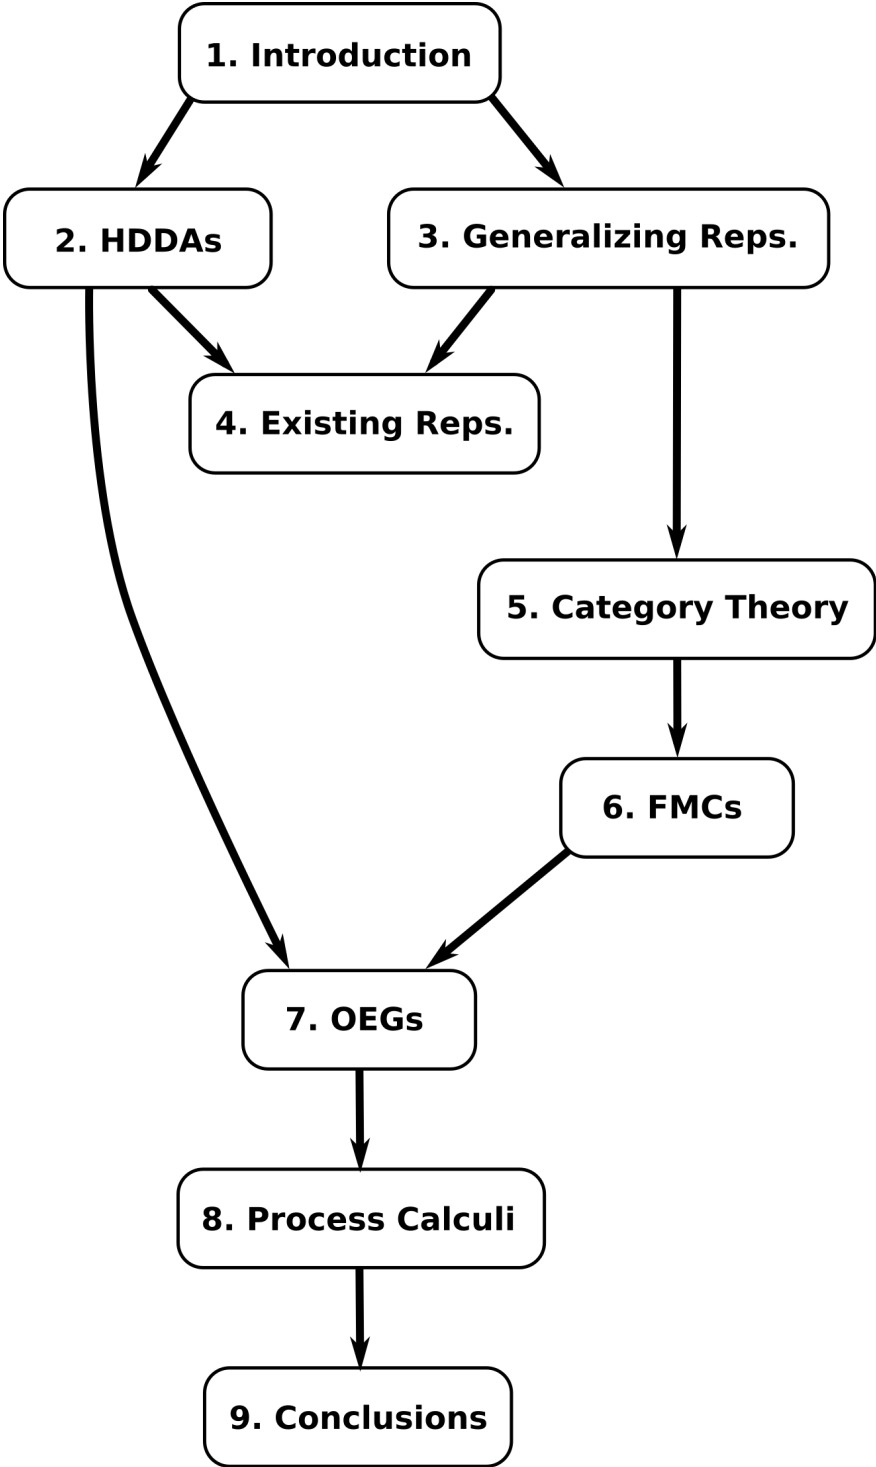 1. Introduction
2. HDDAs
3. Generalizing Reps.
4. Existing Reps.
5. Category Theory
6. FMCs
7. OEGs
8. Process Calculi
9. Conclusions